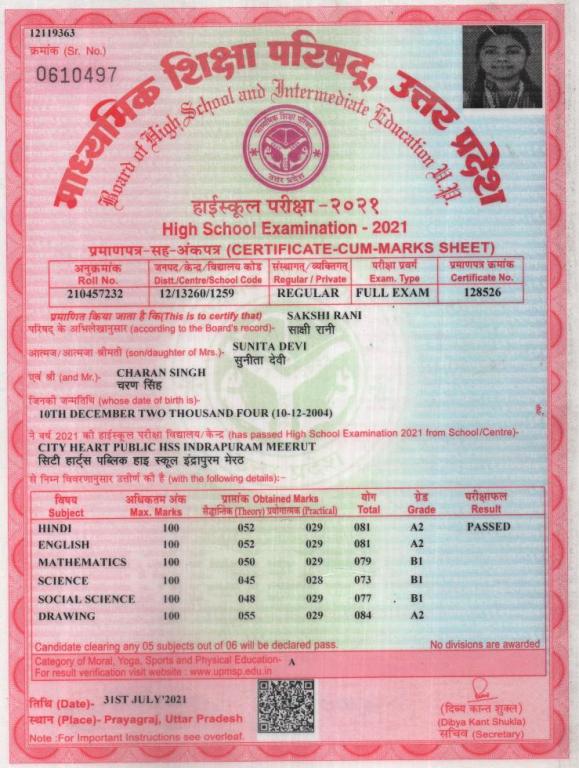 12119363
क्रमांक (Sr. No.)
0610497
माध्यमिक शिक्षा परिषद्, उत्तर प्रदेश
Board of High School and Intermediate Education U.P.
माध्यमिक शिक्षा परिषद्
उत्तर प्रदेश
हाईस्कूल परीक्षा -२०२१
High School Examination - 2021
प्रमाणपत्र-सह-अंकपत्र (CERTIFICATE-CUM-MARKS SHEET)
अनुक्रमांक जनपद/केन्द्र/विद्यालय कोड संस्थागत/व्यक्तिगत परीक्षा प्रवर्ग प्रमाणपत्र क्रमांक
Roll No. Distt./Centre/School Code Regular / Private Exam. Type Certificate No.
210457232 12/13260/1259 REGULAR FULL EXAM 128526
प्रमाणित किया जाता है कि(This is to certify that) SAKSHI RANI
परिषद् के अभिलेखानुसार (according to the Board's record)- साक्षी रानी
आत्मज/आत्मजा श्रीमती (son/daughter of Mrs.)- SUNITA DEVI
सुनीता देवी
एवं श्री (and Mr.)- CHARAN SINGH
चरण सिंह
जिनकी जन्मतिथि (whose date of birth is)-
10TH DECEMBER TWO THOUSAND FOUR (10-12-2004) है,
ने वर्ष 2021 की हाईस्कूल परीक्षा विद्यालय/केन्द्र (has passed High School Examination 2021 from School/Centre)-
CITY HEART PUBLIC HSS INDRAPURAM MEERUT
सिटी हार्ट्स पब्लिक हाइ स्कूल इंद्रापुरम मेरठ
से निम्न विवरणानुसार उत्तीर्ण की है (with the following details):-
विषय अधिकतम अंक प्राप्तांक Obtained Marks योग ग्रेड परीक्षाफल
Subject Max. Marks सैद्धान्तिक (Theory) प्रयोगात्मक (Practical) Total Grade Result
HINDI 100 052 029 081 A2 PASSED
ENGLISH 100 052 029 081 A2
MATHEMATICS 100 050 029 079 B1
SCIENCE 100 045 028 073 B1
SOCIAL SCIENCE 100 048 029 077 B1
DRAWING 100 055 029 084 A2
Candidate clearing any 05 subjects out of 06 will be declared pass. No divisions are awarded
Category of Moral, Yoga, Sports and Physical Education- A
For result verification visit website : www.upmsp.edu.in
तिथि (Date)- 31ST JULY'2021
स्थान (Place)- Prayagraj, Uttar Pradesh
Note :For Important Instructions see overleaf.
(दिव्य कान्त शुक्ल)
(Dibya Kant Shukla)
सचिव (Secretary)